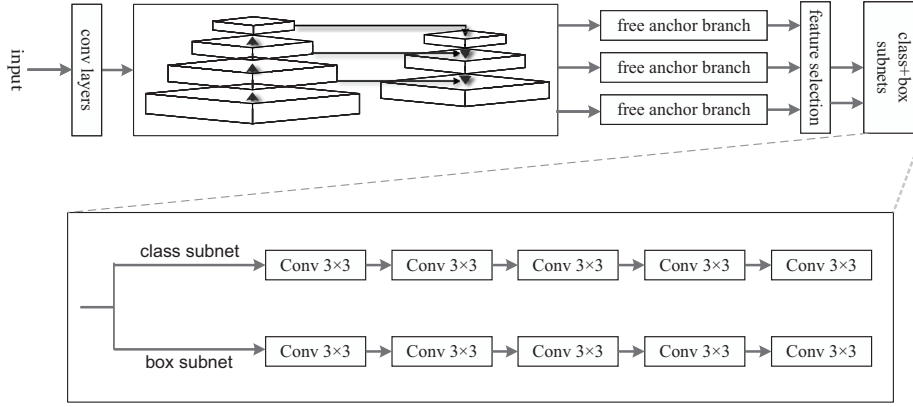 input
conv layers
free anchor branch
free anchor branch
free anchor branch
feature selection
class+box
subnets
class subnet
Conv 3×3
Conv 3×3
Conv 3×3
Conv 3×3
Conv 3×3
box subnet
Conv 3×3
Conv 3×3
Conv 3×3
Conv 3×3
Conv 3×3